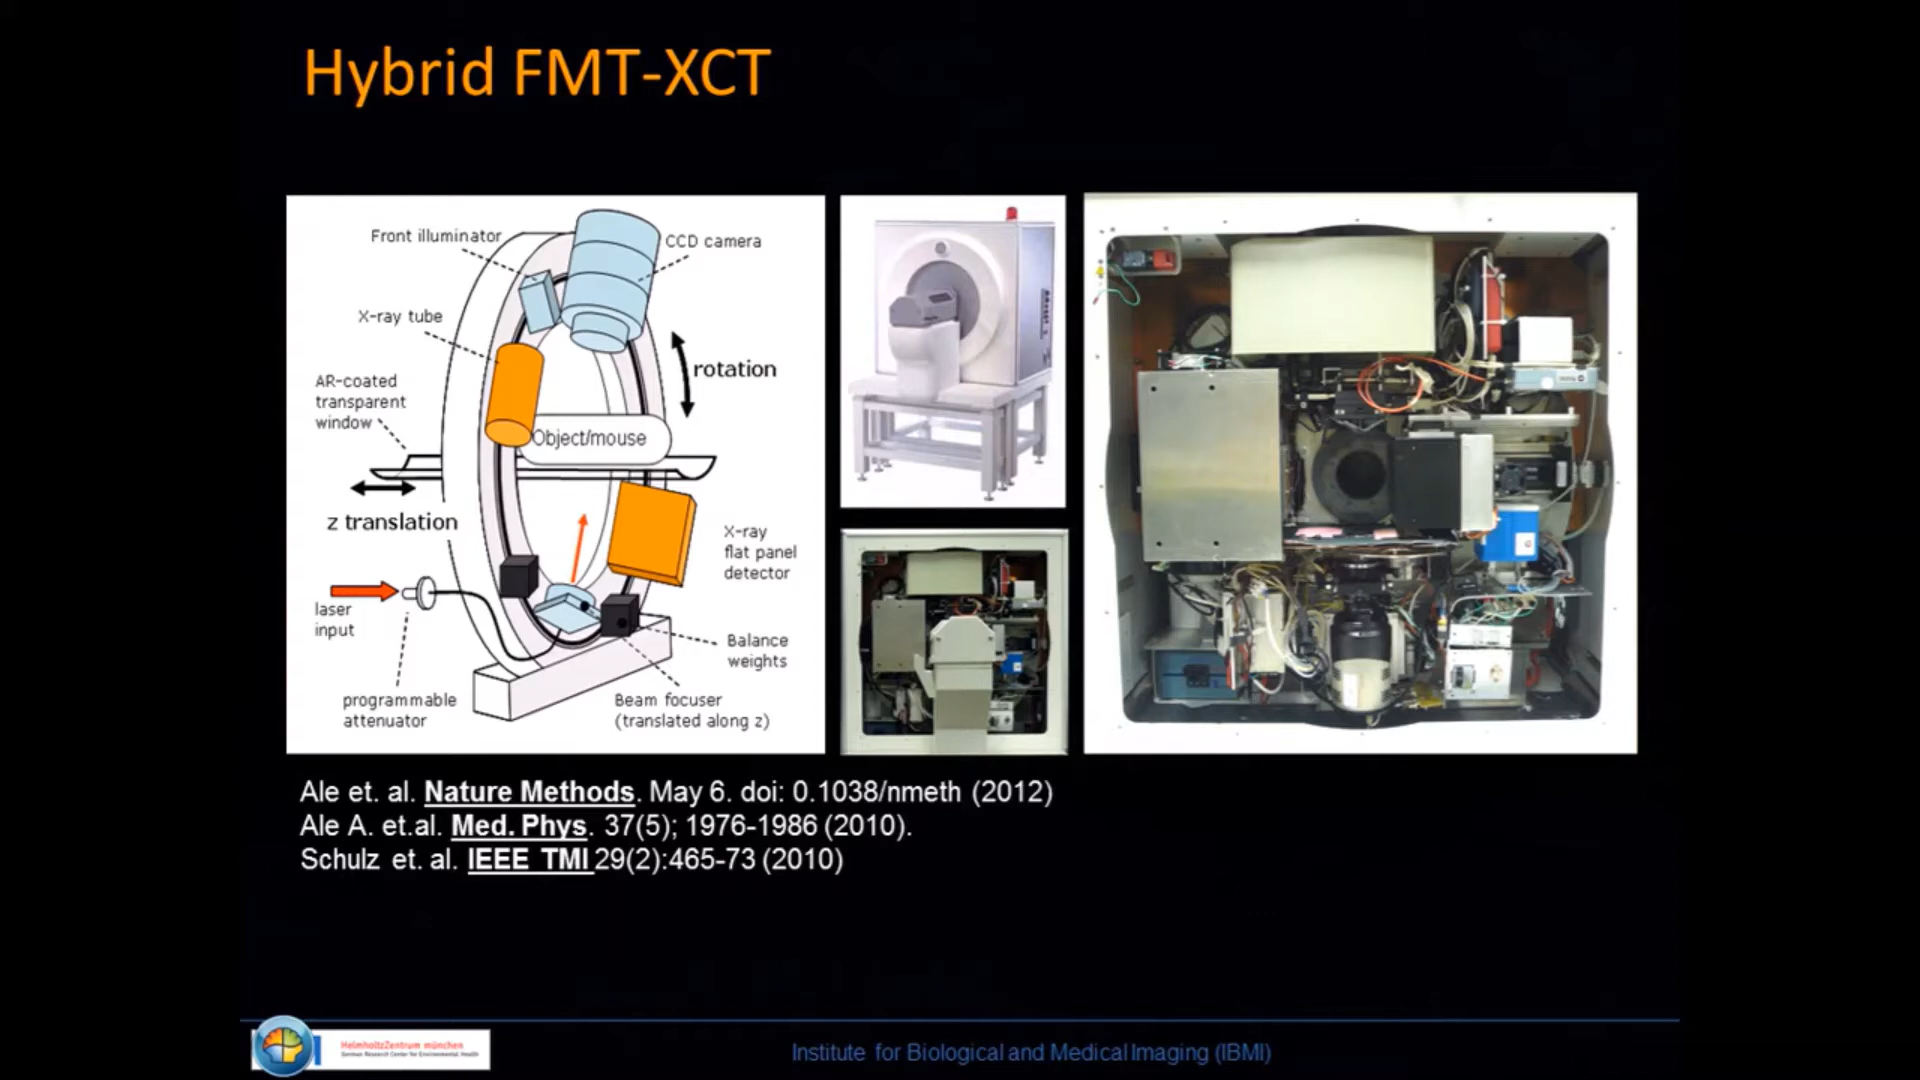 Hybrid FMT-XCT
Front illuminator
CCD camera
X-ray tube
rotation
AR-coated
transparent
window
Object/mouse
z translation
X-ray
flat panel
detector
laser
input
Balance
weights
programmable
attenuator
Beam focuser
(translated along z)
Ale et. al. Nature Methods. May 6. doi: 0.1038/nmeth (2012)
Ale A. et.al. Med. Phys. 37(5); 1976-1986 (2010).
Schulz et. al. IEEE TMI 29(2):465-73 (2010)
HelmholtzZentrum münchen
German Research Center for Environmental Health
Institute for Biological and Medical Imaging (IBMI)